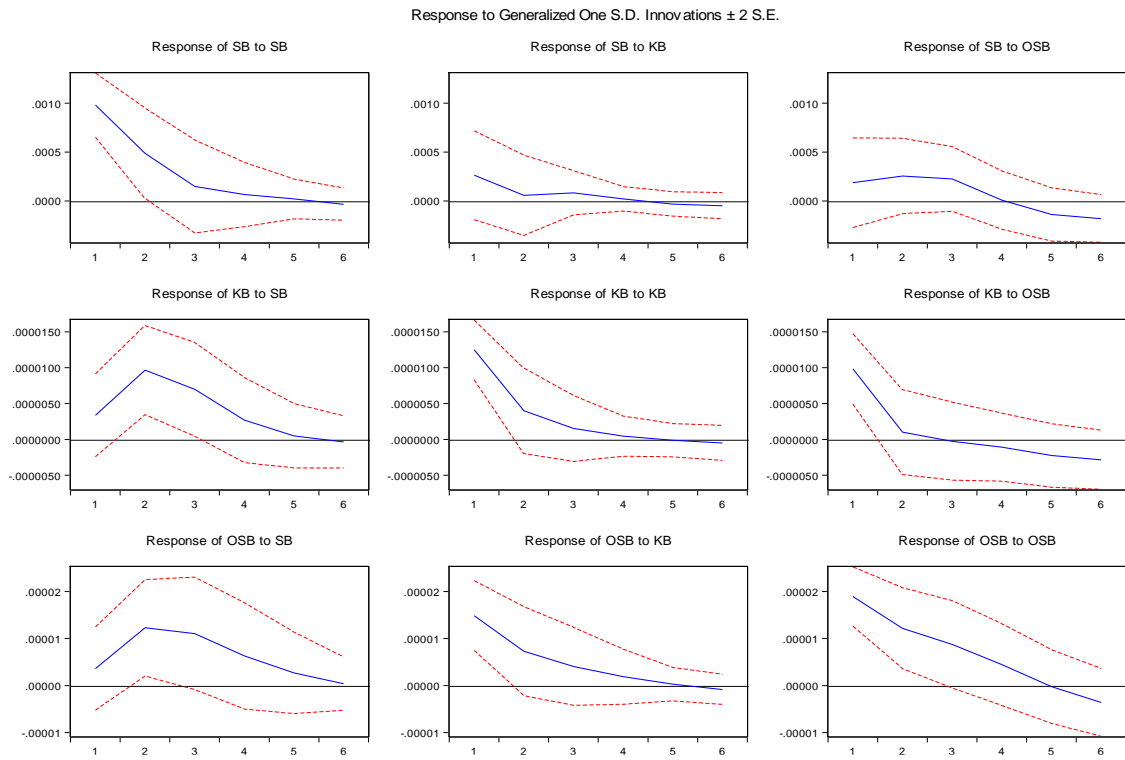 Response to Generalized One S.D. Innovations ± 2 S.E.
Response of SB to SB
.0010
.0005
.0000
1 2 3 4 5 6
Response of SB to KB
.0010
.0005
.0000
1 2 3 4 5 6
Response of SB to OSB
.0010
.0005
.0000
1 2 3 4 5 6
Response of KB to SB
.0000150
.0000100
.0000050
.0000000
-.0000050
1 2 3 4 5 6
Response of KB to KB
.0000150
.0000100
.0000050
.0000000
-.0000050
1 2 3 4 5 6
Response of KB to OSB
.0000150
.0000100
.0000050
.0000000
-.0000050
1 2 3 4 5 6
Response of OSB to SB
.00002
.00001
.00000
-.00001
1 2 3 4 5 6
Response of OSB to KB
.00002
.00001
.00000
-.00001
1 2 3 4 5 6
Response of OSB to OSB
.00002
.00001
.00000
-.00001
1 2 3 4 5 6